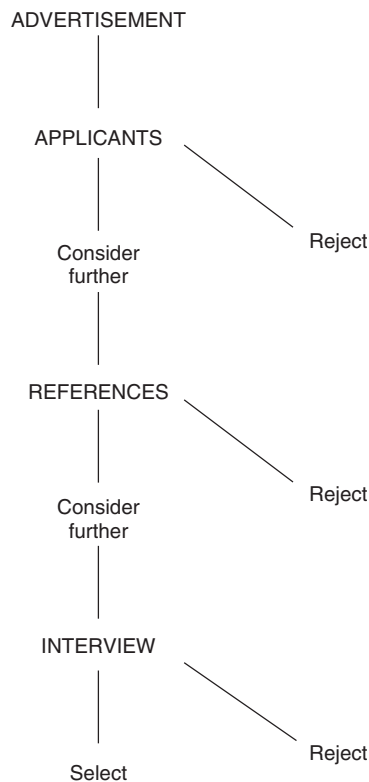 ADVERTISEMENT
APPLICANTS
Reject
Consider
further
REFERENCES
Reject
Consider
further
INTERVIEW
Reject
Select